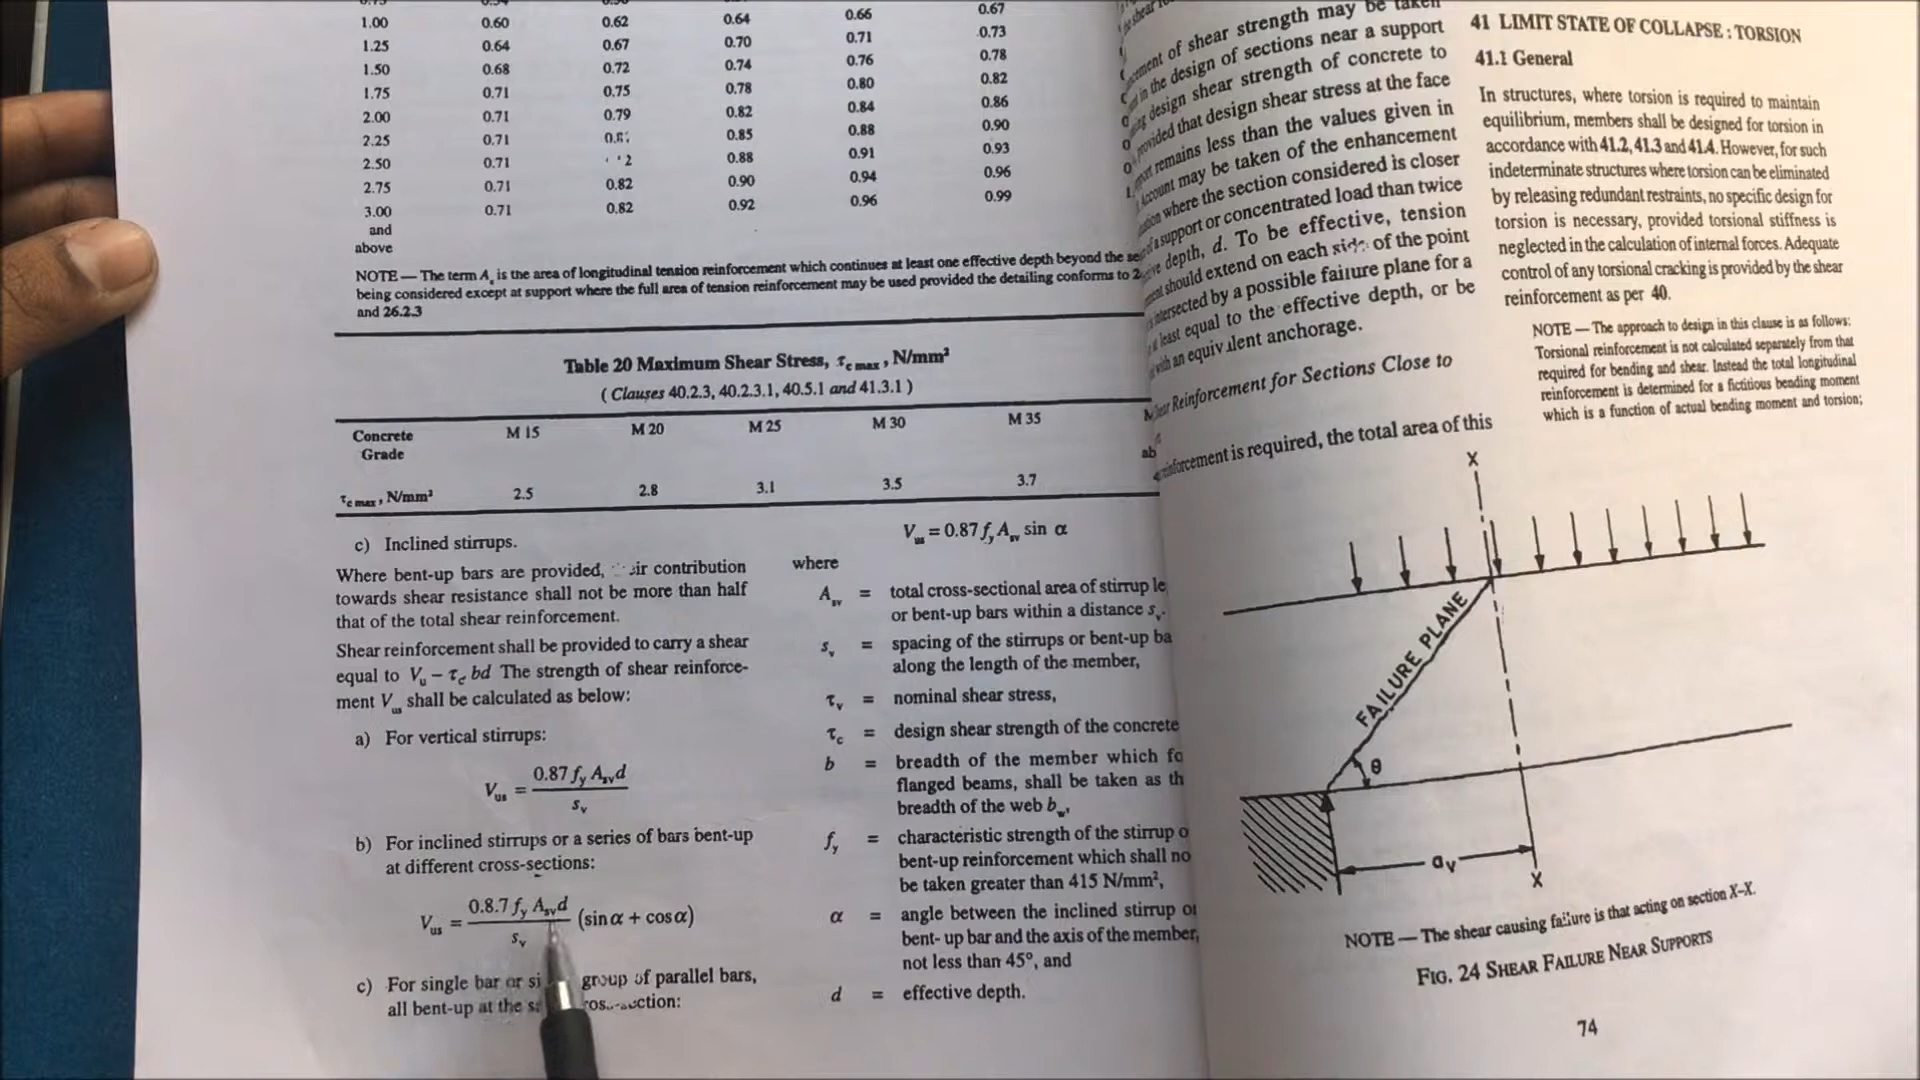 1.00 0.60 0.62 0.64 0.66 0.67
1.25 0.64 0.67 0.70 0.71 0.73
1.50 0.68 0.72 0.74 0.76 0.78
1.75 0.71 0.75 0.78 0.80 0.82
2.00 0.71 0.79 0.82 0.84 0.86
2.25 0.71 0.85 0.88 0.90
2.50 0.71 0.88 0.91 0.93
2.75 0.71 0.82 0.90 0.94 0.96
3.00 0.71 0.82 0.92 0.96 0.99
and
above
NOTE — The term Aₛ is the area of longitudinal tension reinforcement which continues at least one effective depth beyond the
being considered except at support where the full area of tension reinforcement may be used provided the detailing conforms to
and 26.2.3
Table 20 Maximum Shear Stress, τc max, N/mm²
( Clauses 40.2.3, 40.2.3.1, 40.5.1 and 41.3.1 )
Concrete M 15 M 20 M 25 M 30 M 35
Grade
τc max, N/mm² 2.5 2.8 3.1 3.5 3.7
c) Inclined stirrups.
Where bent-up bars are provided, contribution
towards shear resistance shall not be more than half
that of the total shear reinforcement.
Shear reinforcement shall be provided to carry a shear
equal to Vu – τc bd The strength of shear reinforce-
ment Vus shall be calculated as below:
a) For vertical stirrups:
Vus = 0.87 fy Asv d / sv
b) For inclined stirrups or a series of bars bent-up
at different cross-sections:
Vus = 0.8.7 fy Asv d / sv (sin α + cos α)
c) For single bar or group of parallel bars,
all bent-up at the
Vus = 0.87 fy Asv sin α
where
Asv = total cross-sectional area of stirrup
or bent-up bars within a distance sv.
sv = spacing of the stirrups or bent-up
along the length of the member,
τv = nominal shear stress,
τc = design shear strength of the concrete
b = breadth of the member which
flanged beams, shall be taken as
breadth of the web bw,
fy = characteristic strength of the stirrup
bent-up reinforcement which shall
be taken greater than 415 N/mm²,
α = angle between the inclined stirrup
bent- up bar and the axis of the member,
not less than 45°, and
d = effective depth.
of shear strength may be taken
in the design of sections near a support
design shear strength of concrete to
provided that design shear stress at the face
remains less than the values given in
Account may be taken of the enhancement
where the section considered is closer
a support or concentrated load than twice
depth, d. To be effective, tension
should extend on each side of the point
intersected by a possible failure plane for a
least equal to the effective depth, or be
with an equivalent anchorage.
Reinforcement for Sections Close to
is required, the total area of this
41 LIMIT STATE OF COLLAPSE : TORSION
41.1 General
In structures, where torsion is required to maintain
equilibrium, members shall be designed for torsion in
accordance with 41.2, 41.3 and 41.4. However, for such
indeterminate structures where torsion can be eliminated
by releasing redundant restraints, no specific design for
torsion is necessary, provided torsional stiffness is
neglected in the calculation of internal forces. Adequate
control of any torsional cracking is provided by the shear
reinforcement as per 40.
NOTE — The approach to design in this clause is as follows:
Torsional reinforcement is not calculated separately from that
required for bending and shear. Instead the total longitudinal
reinforcement is determined for a fictitious bending moment
which is a function of actual bending moment and torsion;
X
FAILURE PLANE
θ
av
X
NOTE — The shear causing failure is that acting on section X–X.
FIG. 24 SHEAR FAILURE NEAR SUPPORTS
74